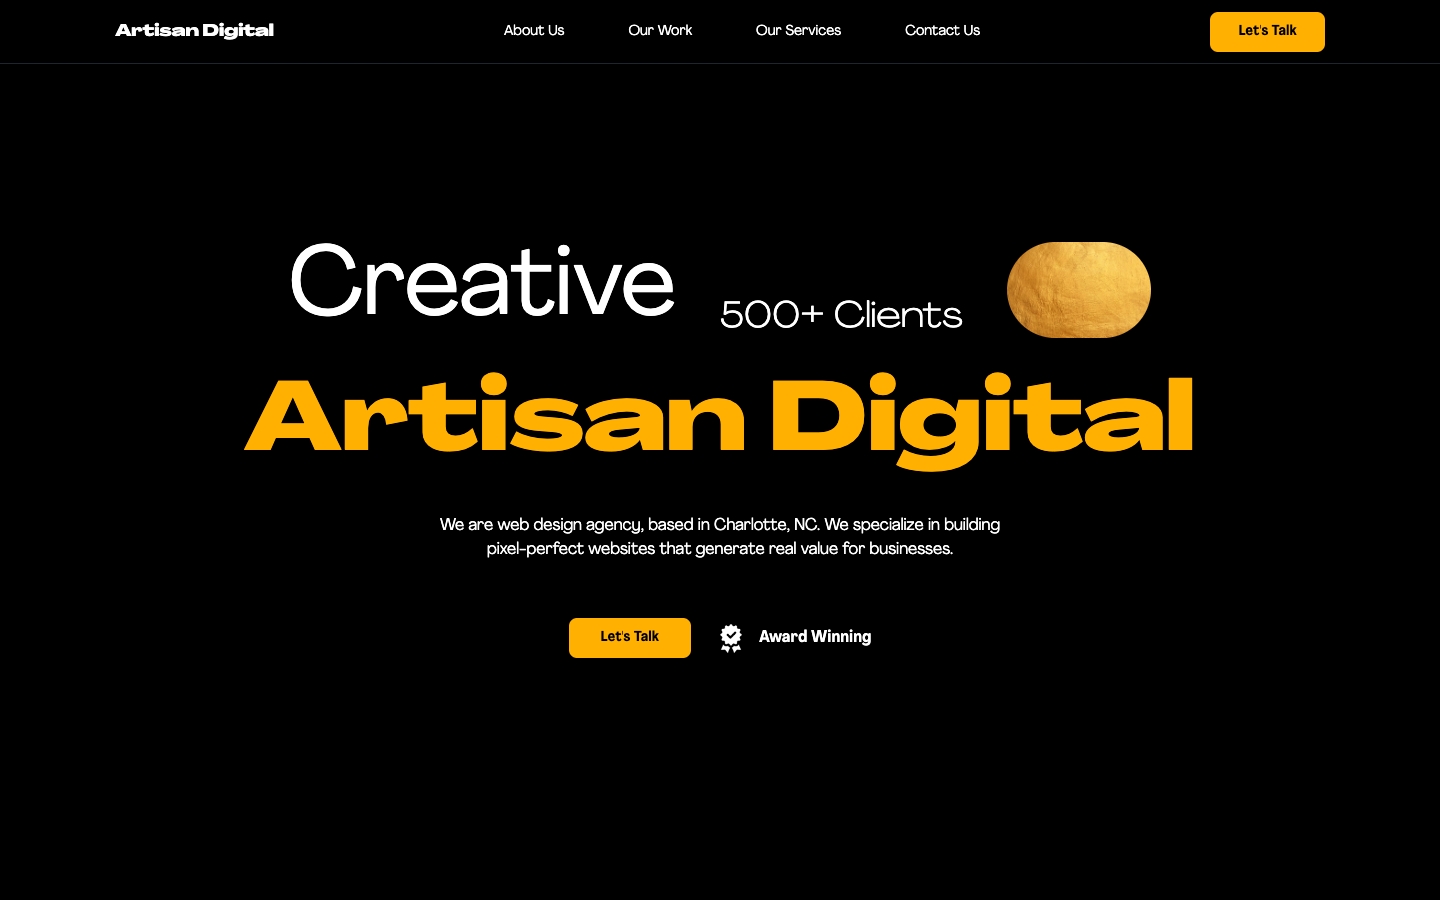 Artisan Digital
About Us
Our Work
Our Services
Contact Us
Let's Talk
Creative
500+ Clients
Artisan Digital
We are web design agency, based in Charlotte, NC. We specialize in building
pixel-perfect websites that generate real value for businesses.
Let's Talk
Award Winning